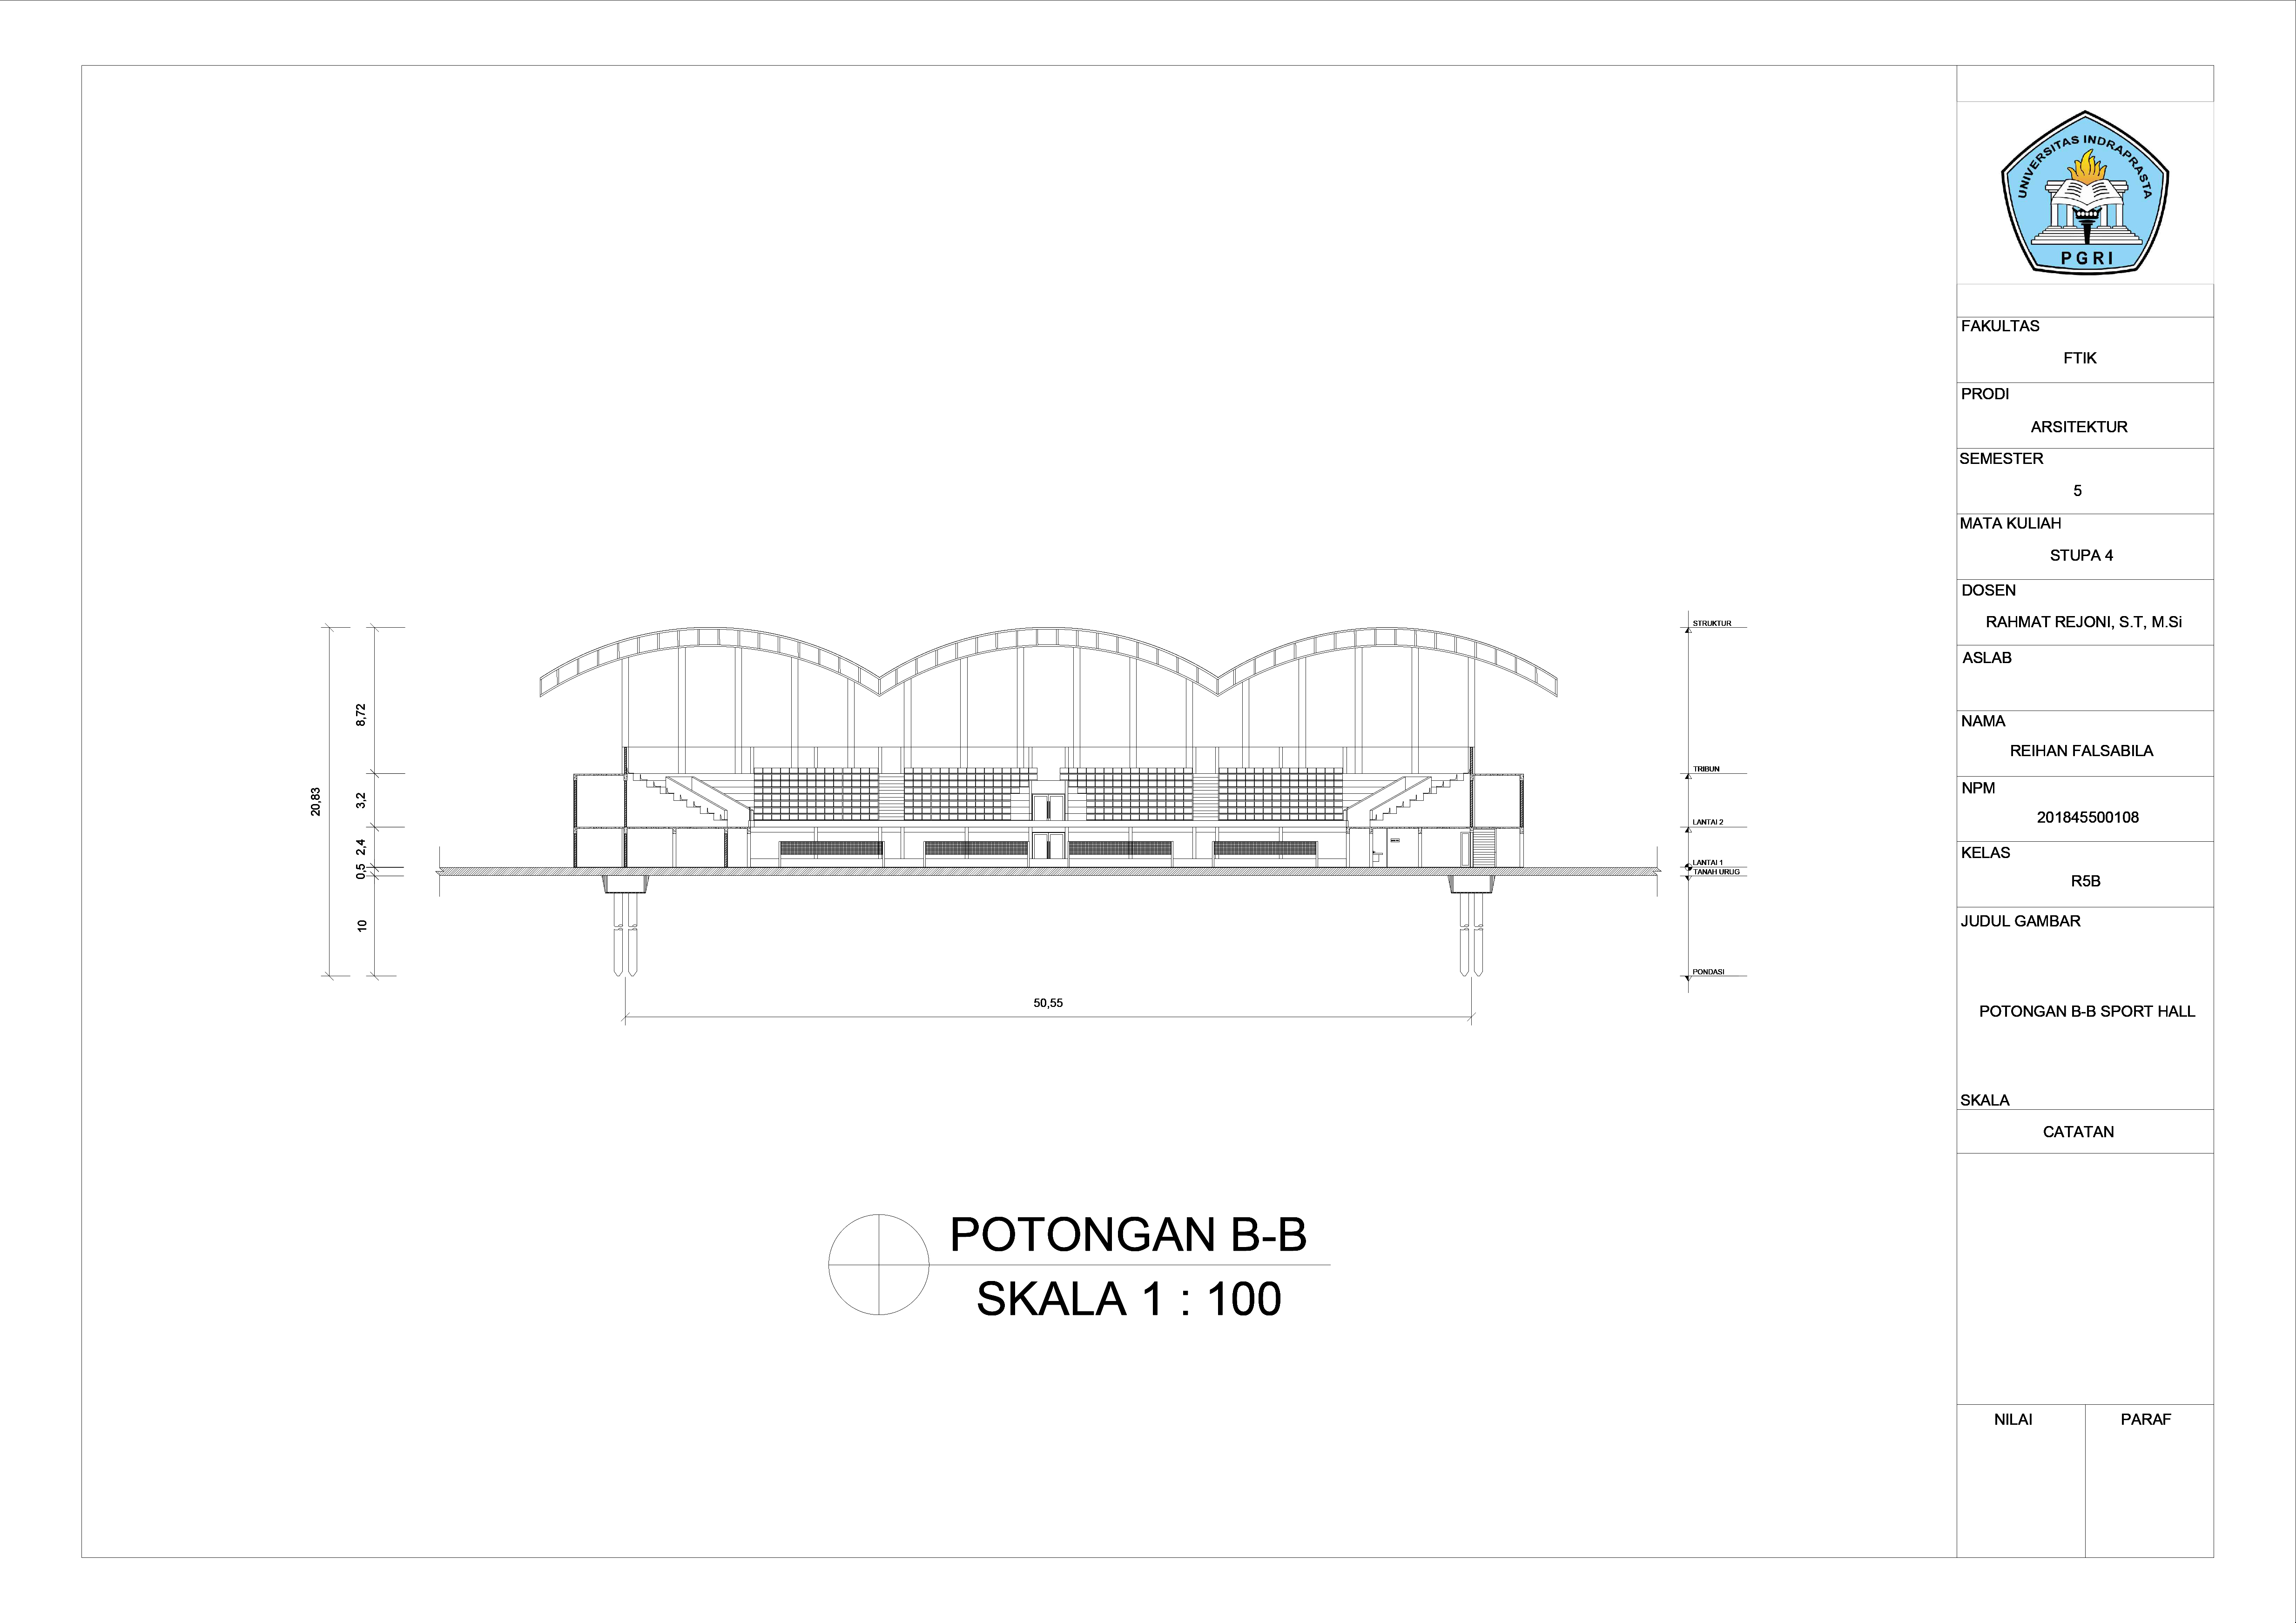 UNIVERSITAS INDRAPRASTA
PGRI
FAKULTAS
FTIK
PRODI
ARSITEKTUR
SEMESTER
5
MATA KULIAH
STUPA 4
DOSEN
RAHMAT REJONI, S.T, M.Si
ASLAB
NAMA
REIHAN FALSABILA
NPM
201845500108
KELAS
R5B
JUDUL GAMBAR
POTONGAN B-B SPORT HALL
SKALA
CATATAN
NILAI
PARAF
20,83
8,72
3,2
2,4
0,5
10
50,55
STRUKTUR
TRIBUN
LANTAI 2
LANTAI 1
TANAH URUG
PONDASI
POTONGAN B-B
SKALA 1 : 100